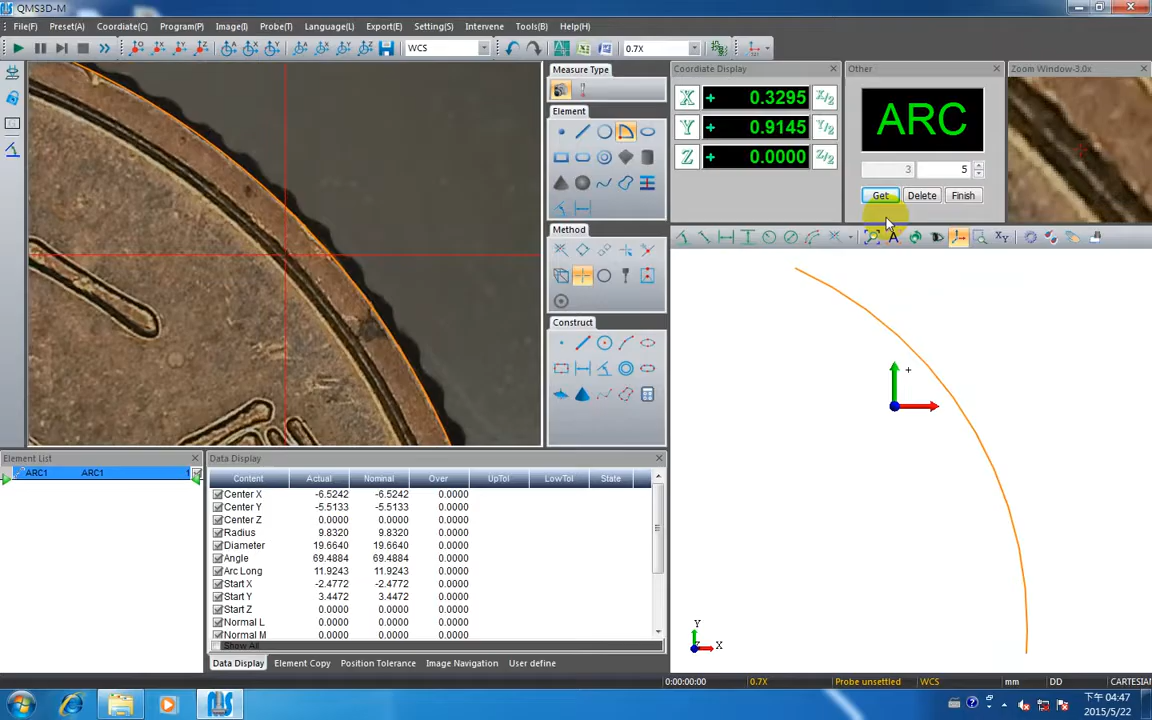 QMS3D-M
File(F) Preset(A) Coordinate(C) Program(P) Image(I) Probe(T) Language(L) Export(E) Setting(S) Intervene Tools(B) Help(H)
WCS 0.7X
Measure Type
Element
Method
Construct
Coordiate Display
X + 0.3295 X/2
Y + 0.9145 Y/2
Z + 0.0000 Z/2
Other
ARC
3 5
Get Delete Finish
Zoom Window-3.0x
Element List
ARC1 ARC1 1
Data Display
Content Actual Nominal Over UpTol LowTol State
Center X -6.5242 -6.5242 0.0000
Center Y -5.5133 -5.5133 0.0000
Center Z 0.0000 0.0000 0.0000
Radius 9.8320 9.8320 0.0000
Diameter 19.6640 19.6640 0.0000
Angle 69.4884 69.4884 0.0000
Arc Long 11.9243 11.9243 0.0000
Start X -2.4772 -2.4772 0.0000
Start Y 3.4472 3.4472 0.0000
Start Z 0.0000 0.0000 0.0000
Normal L 0.0000 0.0000 0.0000
Normal M 0.0000 0.0000 0.0000
Show All
Data Display Element Copy Position Tolerance Image Navigation User define
Y
X
0:00:00:00 0.7X Probe unsettled WCS mm DD CARTESIAN
下午 04:47
2015/5/22